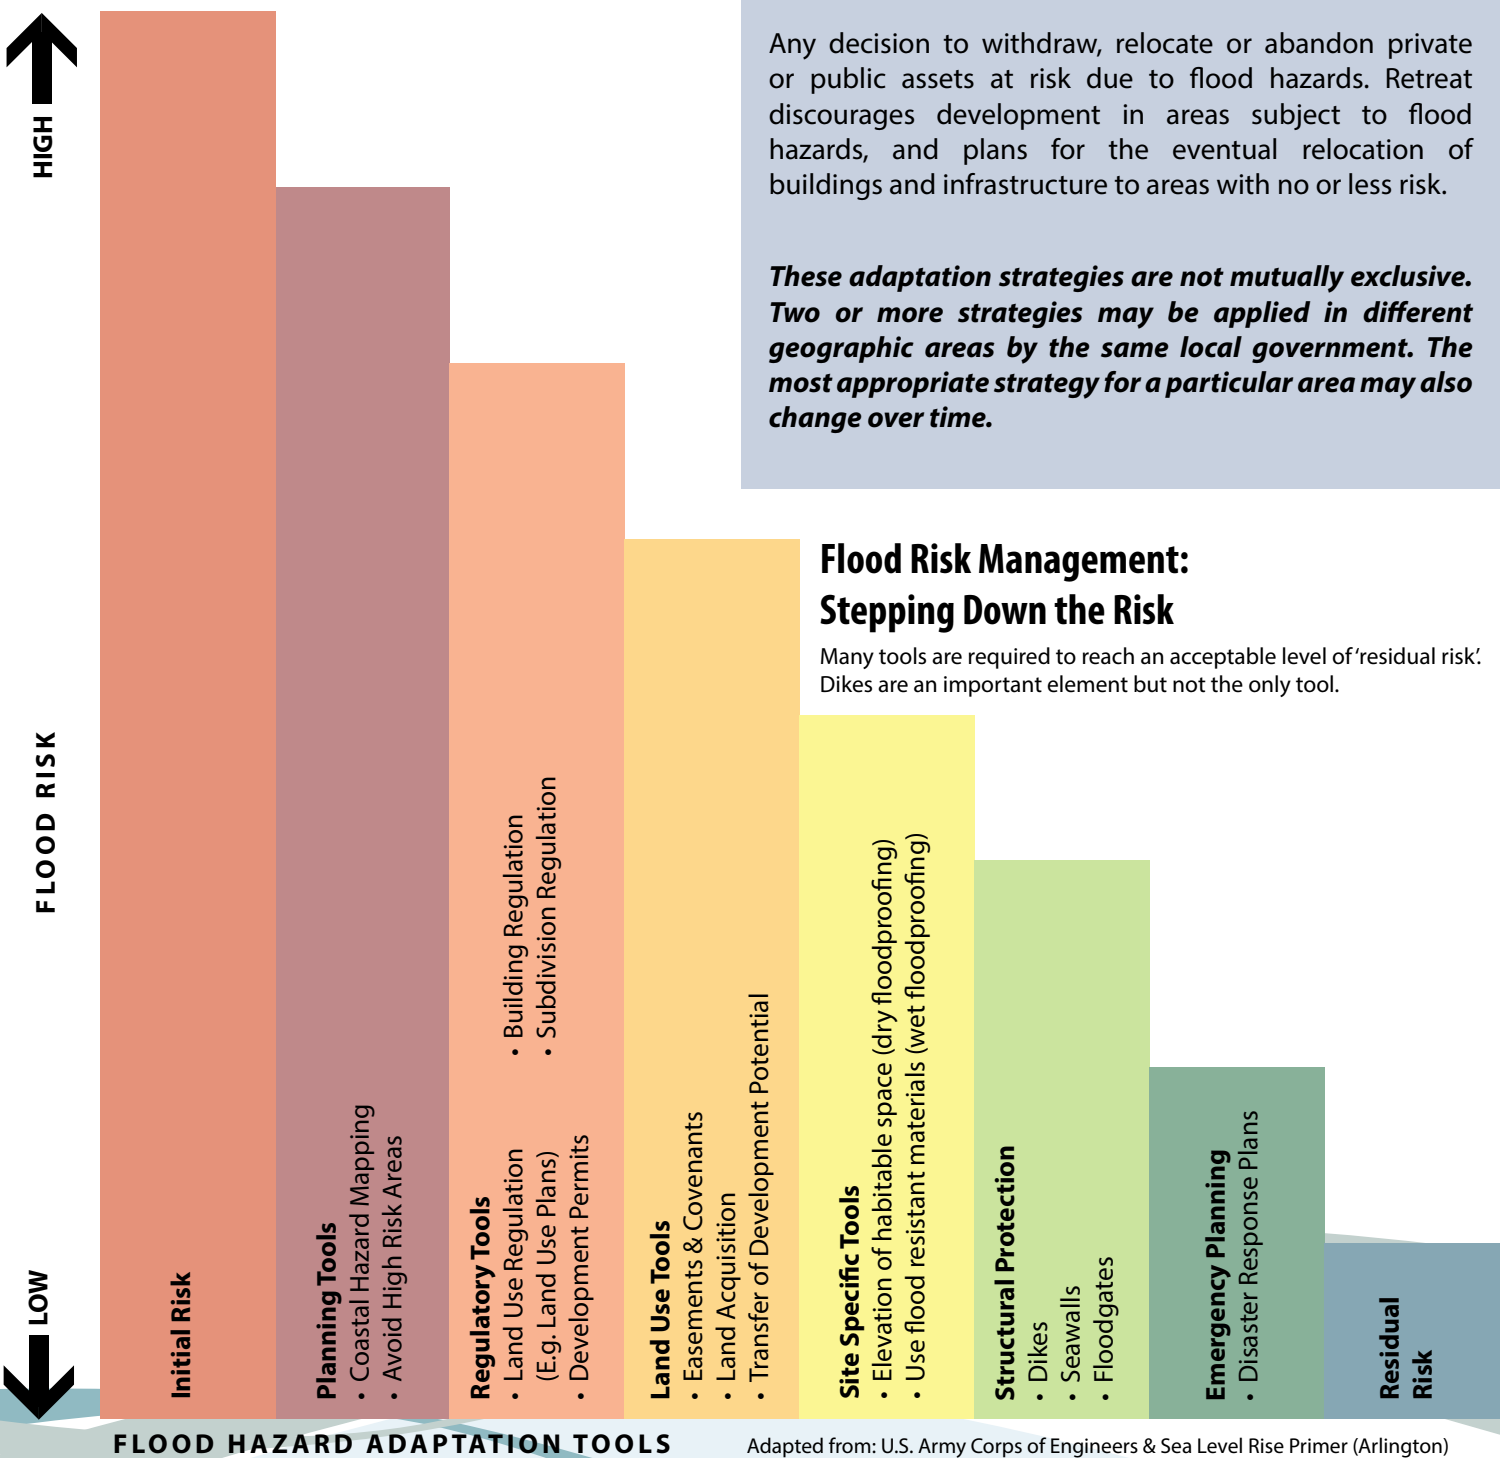 Any decision to withdraw, relocate or abandon private
or public assets at risk due to flood hazards. Retreat
discourages development in areas subject to flood
hazards, and plans for the eventual relocation of
buildings and infrastructure to areas with no or less risk.
These adaptation strategies are not mutually exclusive.
Two or more strategies may be applied in different
geographic areas by the same local government. The
most appropriate strategy for a particular area may also
change over time.
Flood Risk Management:
Stepping Down the Risk
Many tools are required to reach an acceptable level of 'residual risk'.
Dikes are an important element but not the only tool.
HIGH
FLOOD RISK
LOW
Initial Risk
Planning Tools
• Coastal Hazard Mapping
• Avoid High Risk Areas
Regulatory Tools
• Land Use Regulation
(E.g. Land Use Plans)
• Development Permits
• Building Regulation
• Subdivision Regulation
Land Use Tools
• Easements & Covenants
• Land Acquisition
• Transfer of Development Potential
Site Specific Tools
• Elevation of habitable space (dry floodproofing)
• Use flood resistant materials (wet floodproofing)
Structural Protection
• Dikes
• Seawalls
• Floodgates
Emergency Planning
• Disaster Response Plans
Residual
Risk
FLOOD HAZARD ADAPTATION TOOLS
Adapted from: U.S. Army Corps of Engineers & Sea Level Rise Primer (Arlington)